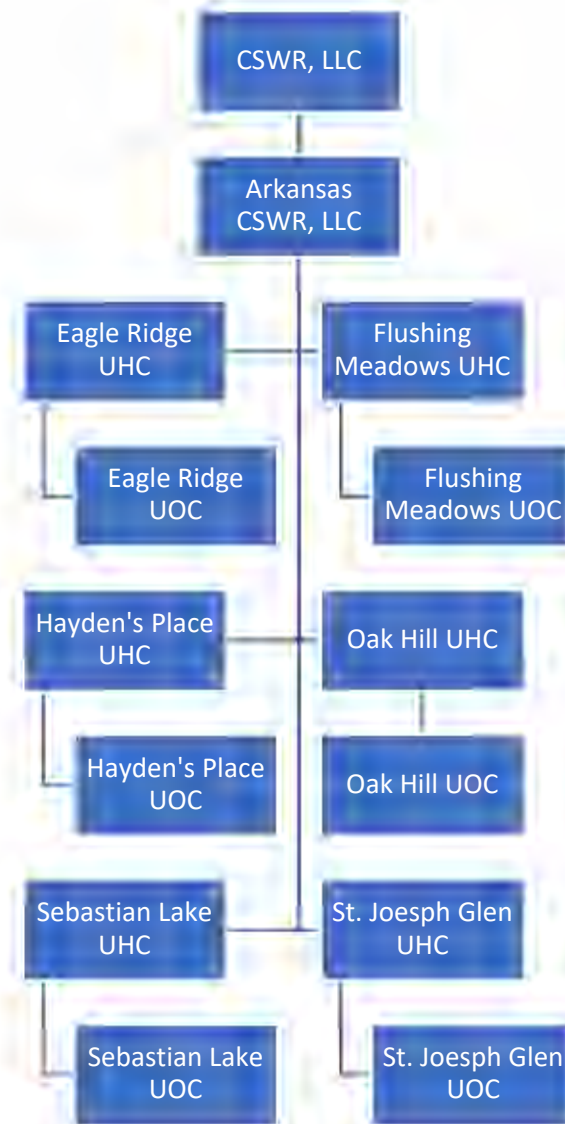 CSWR, LLC
Arkansas
CSWR, LLC
Eagle Ridge
UHC
Flushing
Meadows UHC
Eagle Ridge
UOC
Flushing
Meadows UOC
Hayden's Place
UHC
Oak Hill UHC
Hayden's Place
UOC
Oak Hill UOC
Sebastian Lake
UHC
St. Joesph Glen
UHC
Sebastian Lake
UOC
St. Joesph Glen
UOC